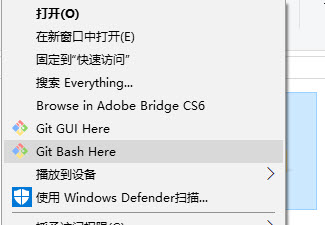 打开(O)
在新窗口中打开(E)
固定到"快速访问"
搜索 Everything...
Browse in Adobe Bridge CS6
Git GUI Here
Git Bash Here
播放到设备
使用 Windows Defender扫描...